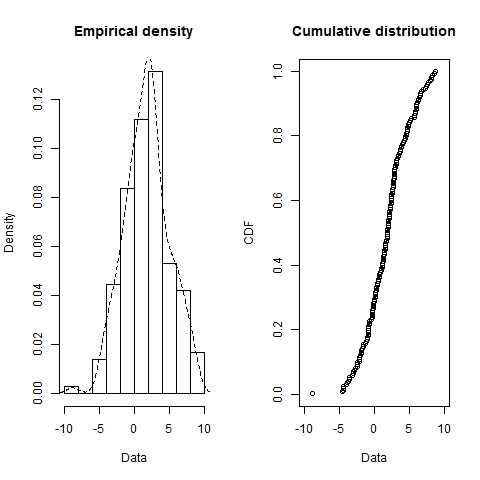 Empirical density
Cumulative distribution
Density
0.00 0.02 0.04 0.06 0.08 0.10 0.12
-10 -5 0 5 10
Data
CDF
0.0 0.2 0.4 0.6 0.8 1.0
-10 -5 0 5 10
Data